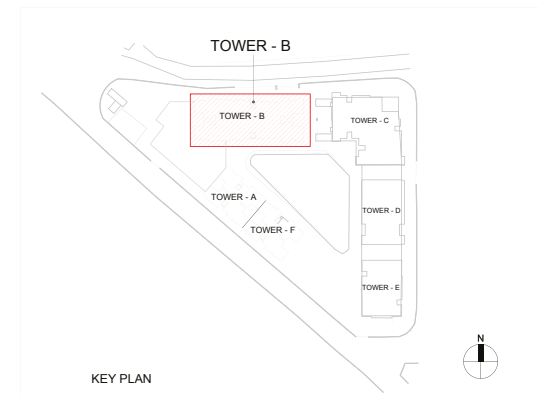 TOWER - B
TOWER - B
TOWER - C
TOWER - A
TOWER - D
TOWER - F
TOWER - E
N
KEY PLAN